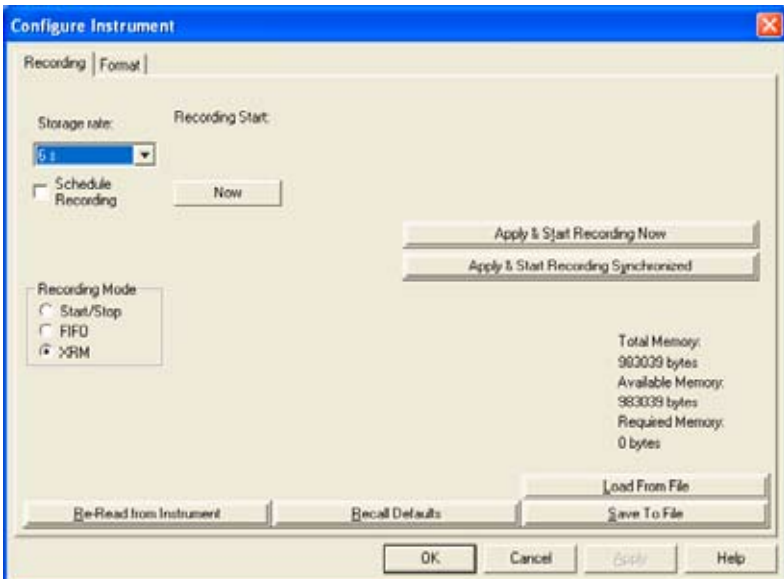 Configure Instrument
Recording
Format
Storage rate:
Recording Start:
6 s
Schedule
Recording
Now
Apply & Start Recording Now
Apply & Start Recording Synchronized
Recording Mode
Start/Stop
FIFO
XRM
Total Memory:
983039 bytes
Available Memory:
983039 bytes
Required Memory:
0 bytes
Load From File
Re-Read from Instrument
Recall Defaults
Save To File
OK
Cancel
Apply
Help